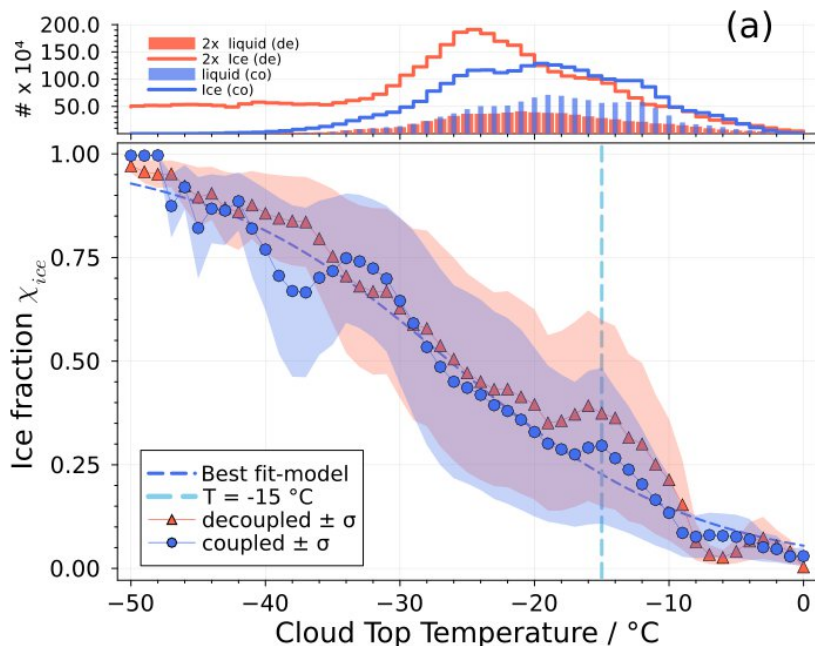 (a)
200.0
150.0
100.0
50.0
# x 10⁴
2x liquid (de)
2x Ice (de)
liquid (co)
Ice (co)
1.00
0.75
0.50
0.25
0.00
Ice fraction χ_ice
Best fit-model
T = -15 °C
decoupled ± σ
coupled ± σ
−50 −40 −30 −20 −10 0
Cloud Top Temperature / °C